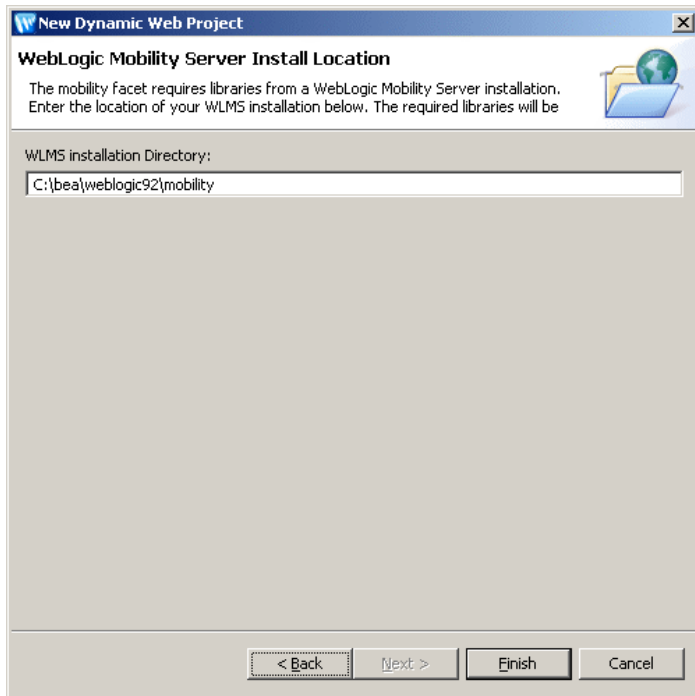 New Dynamic Web Project
WebLogic Mobility Server Install Location
The mobility facet requires libraries from a WebLogic Mobility Server installation.
Enter the location of your WLMS installation below. The required libraries will be
WLMS installation Directory:
C:\bea\weblogic92\mobility
< Back Next > Finish Cancel